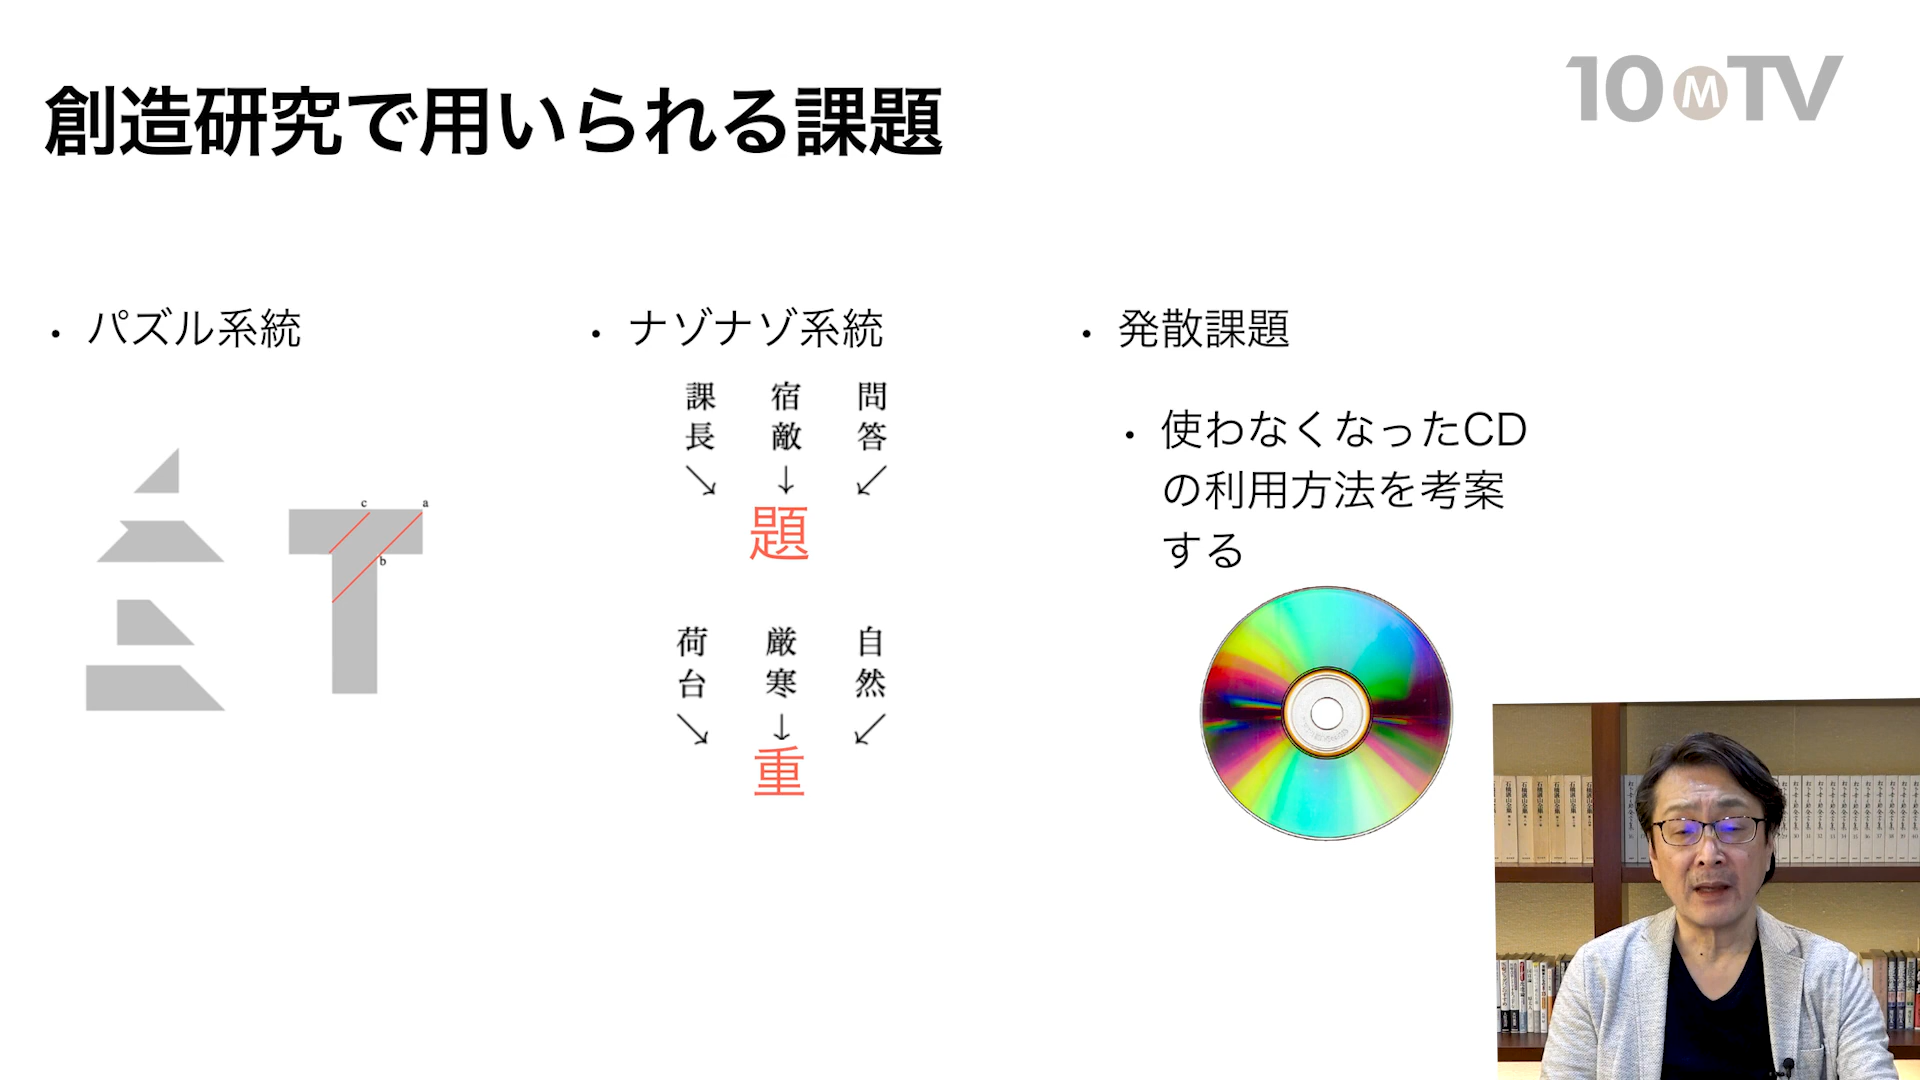 創造研究で用いられる課題
10MTV
・パズル系統
c
a
b
・ナゾナゾ系統
課長
宿敵
問答
↘ ↓ ↙
題
荷台
厳寒
自然
↘ ↓ ↙
重
・発散課題
・使わなくなったCD
の利用方法を考案
する